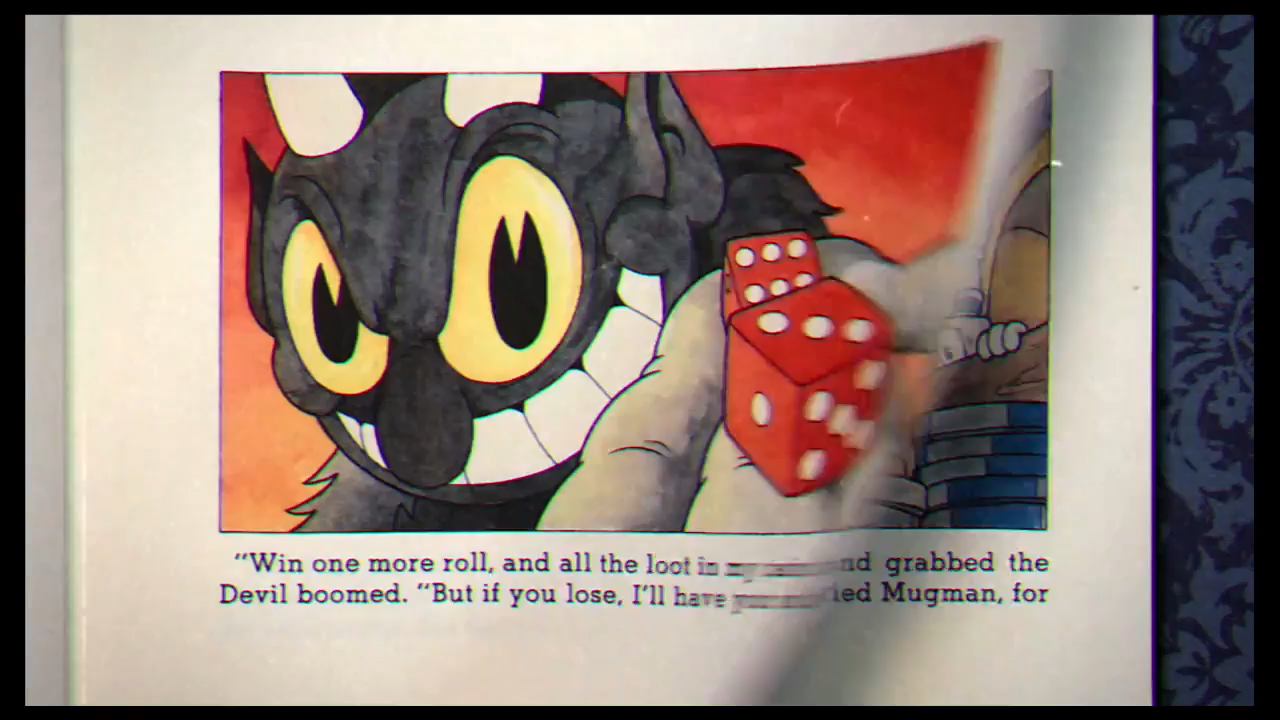 “Win one more roll, and all the loot in my nd grabbed the
Devil boomed. “But if you lose, I’ll have ied Mugman, for